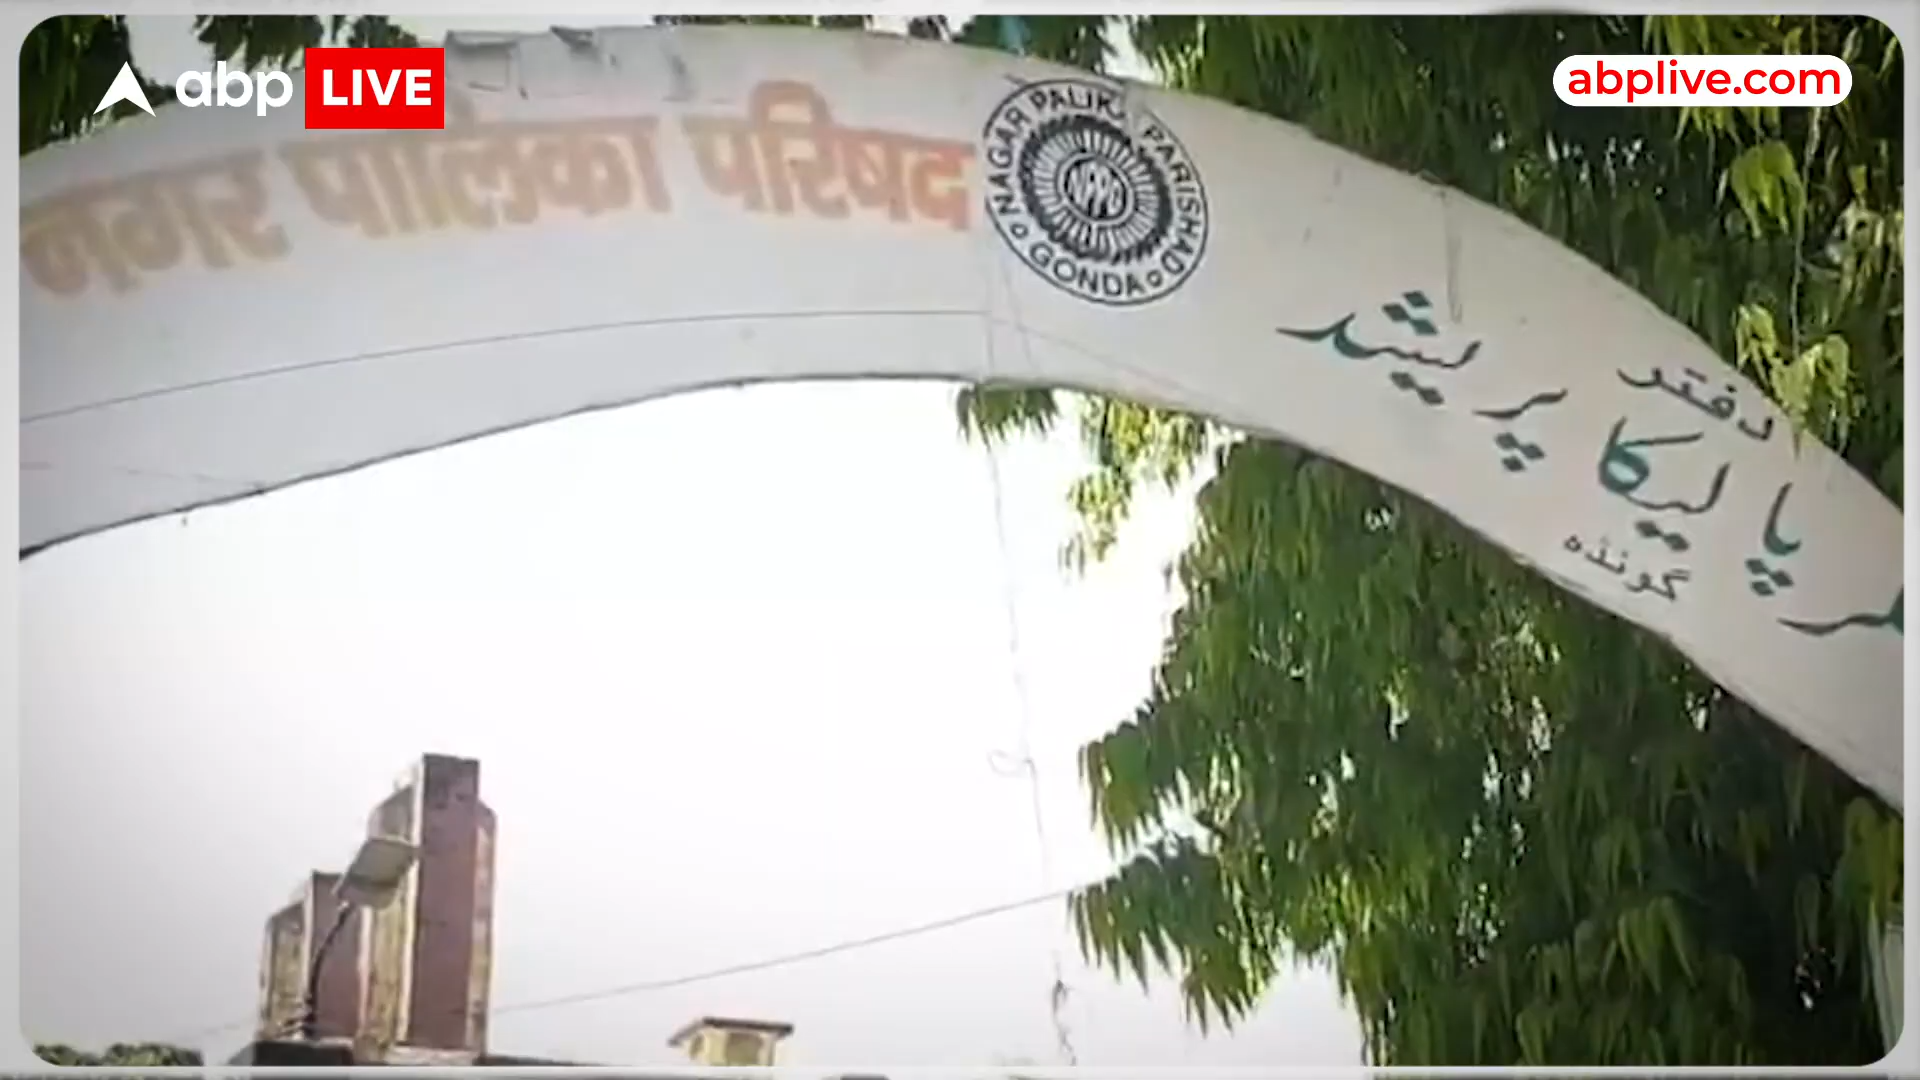 abp LIVE
abplive.com
नगर पालिका परिषद
NAGAR PALIKA PARISHAD
GONDA
NPPG
دفتر
پالیکا پریشد
گونڈہ